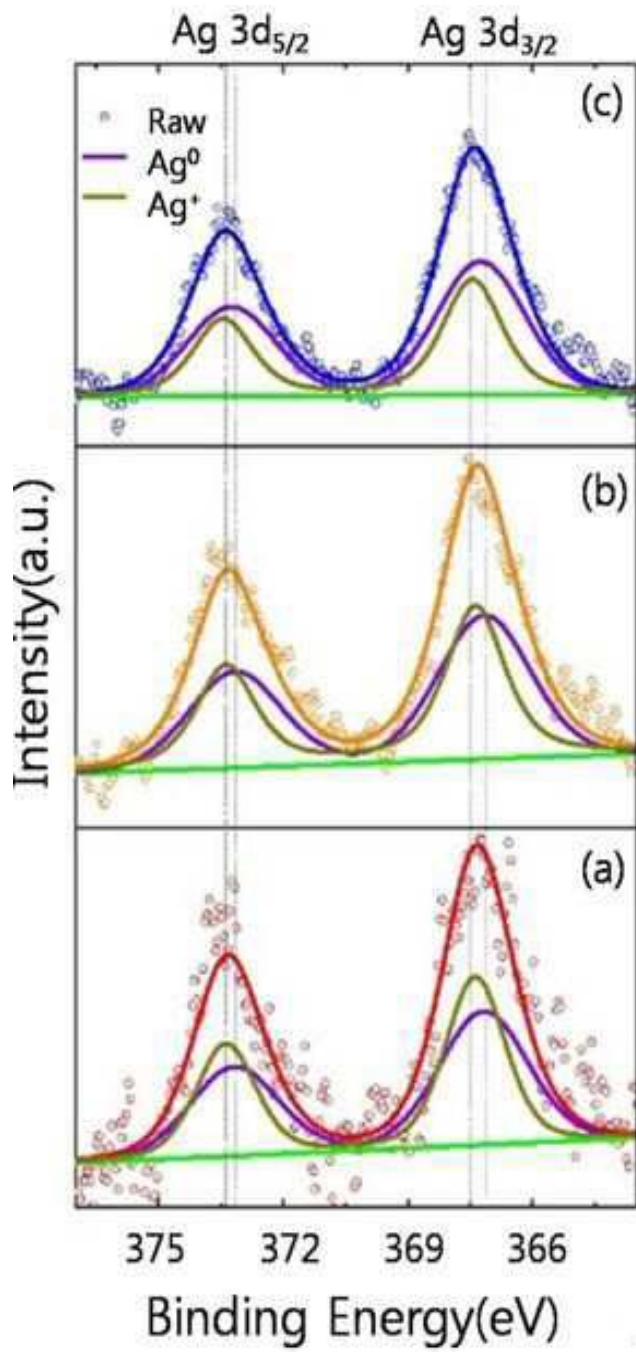 Ag 3d5/2 Ag 3d3/2
(c)
Raw
Ag⁰
Ag⁺
(b)
(a)
Intensity(a.u.)
375 372 369 366
Binding Energy(eV)